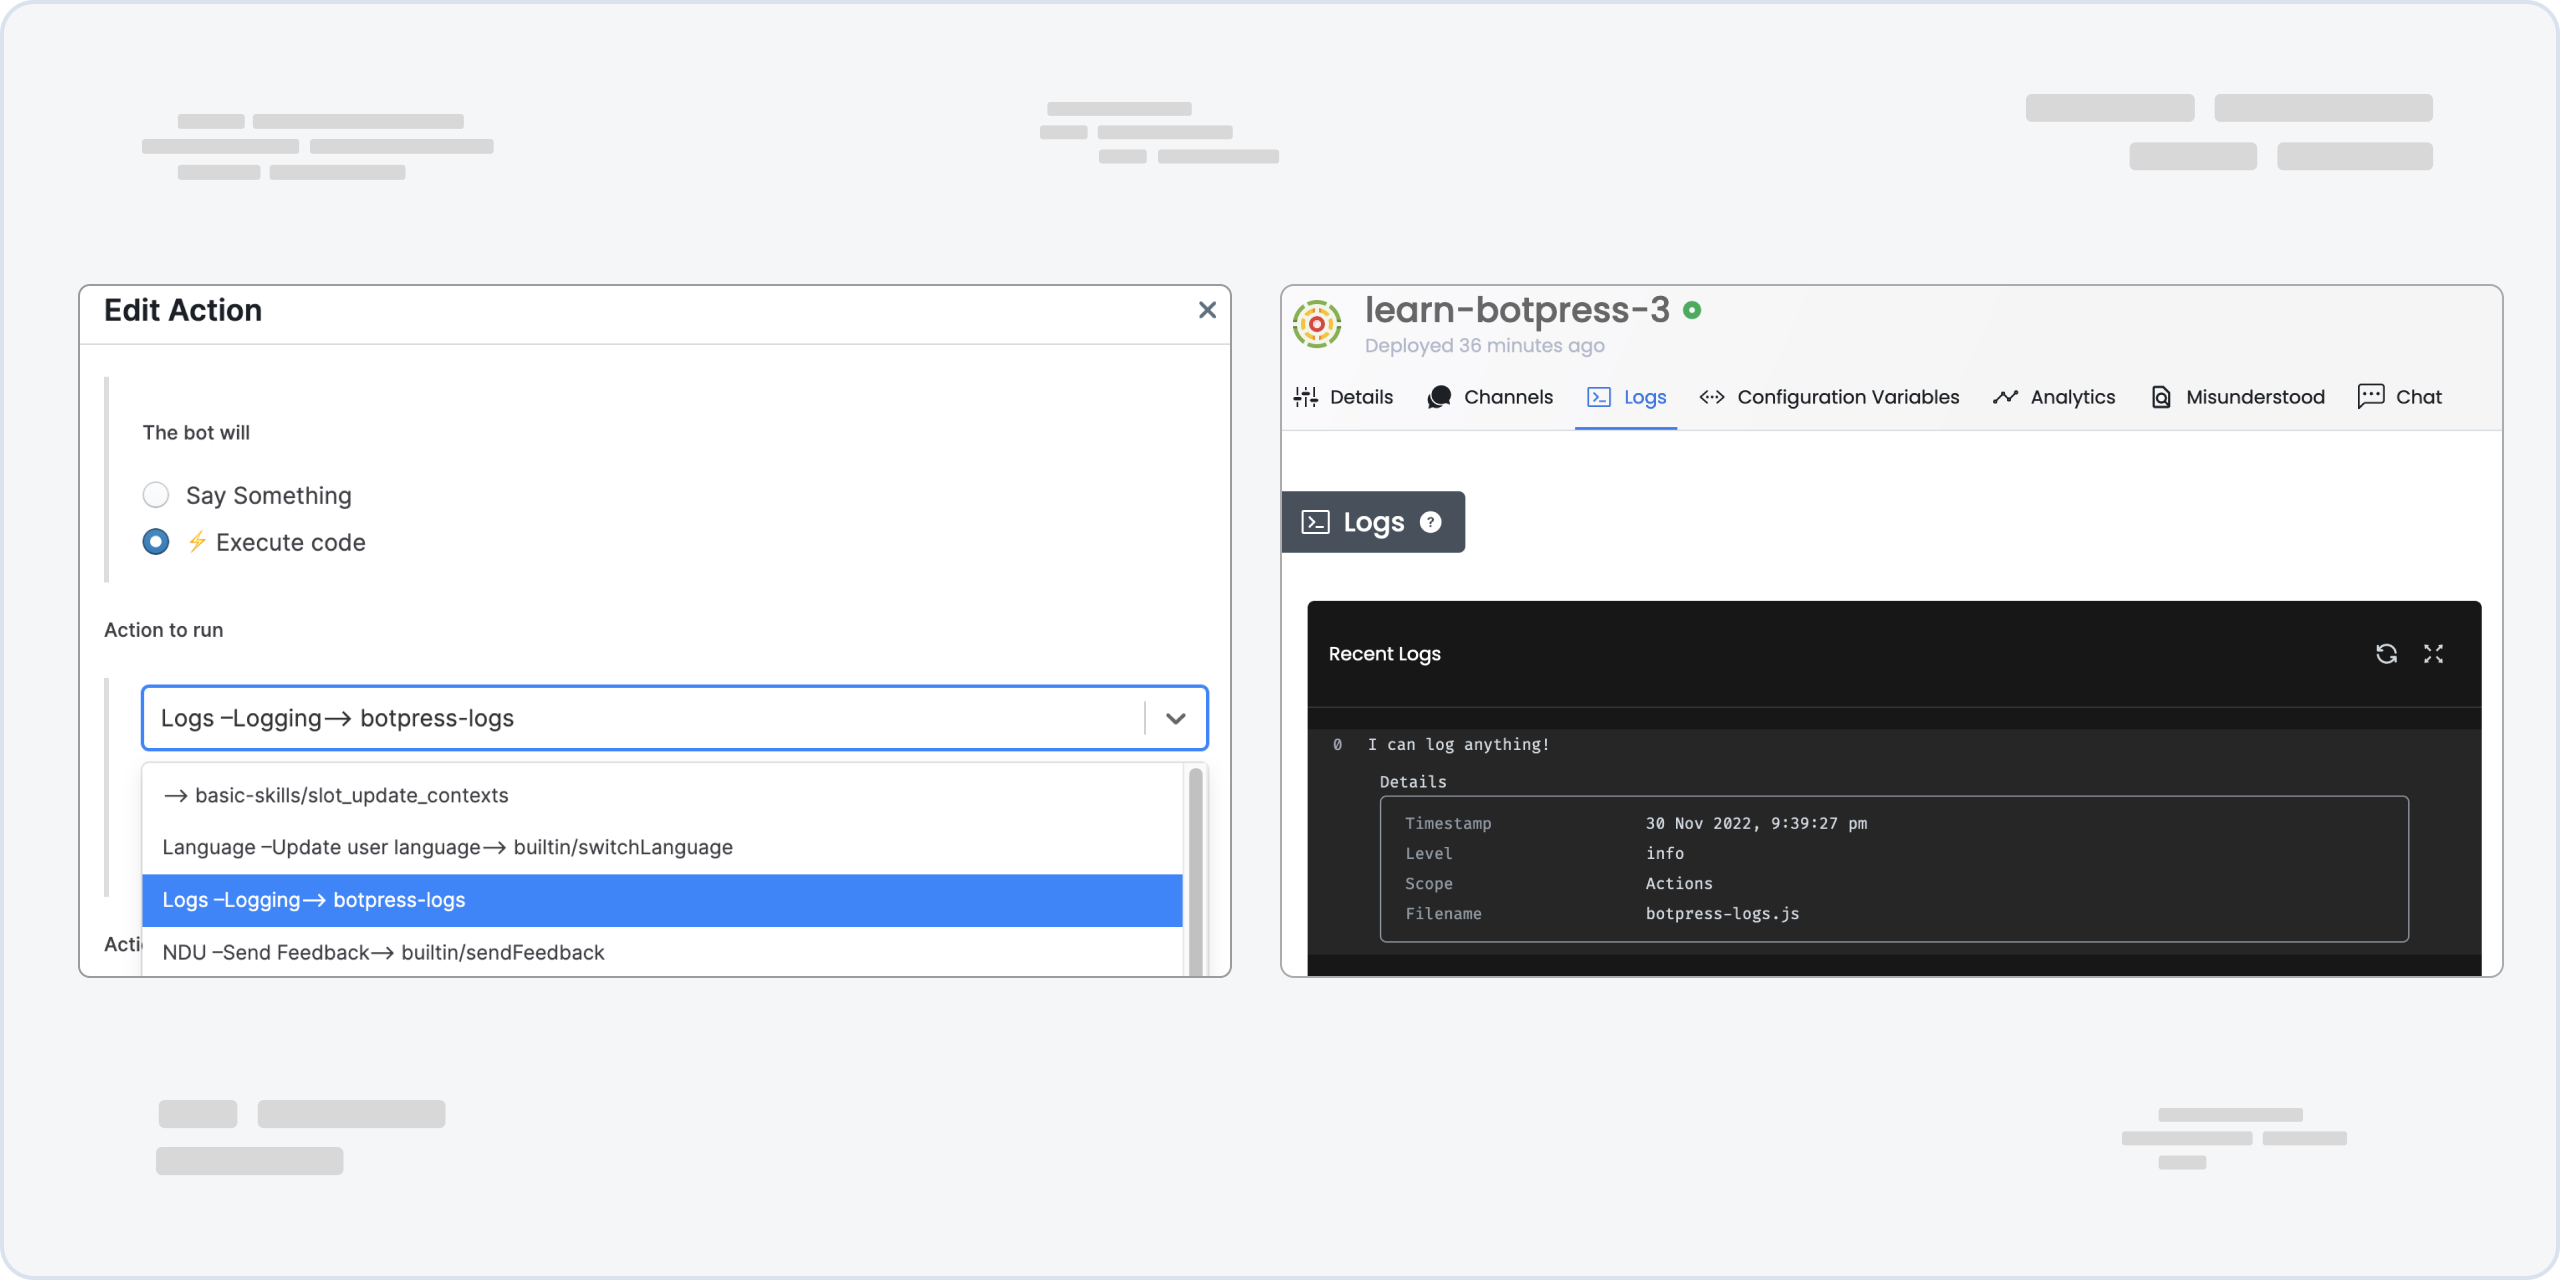 Edit Action
The bot will
Say Something
⚡ Execute code
Action to run
Logs –Logging→ botpress-logs
→ basic-skills/slot_update_contexts
Language –Update user language→ builtin/switchLanguage
Logs –Logging→ botpress-logs
NDU –Send Feedback→ builtin/sendFeedback
learn-botpress-3
Deployed 36 minutes ago
Details Channels Logs Configuration Variables Analytics Misunderstood Chat
Logs ?
Recent Logs
0 I can log anything!
Details
Timestamp 30 Nov 2022, 9:39:27 pm
Level info
Scope Actions
Filename botpress-logs.js